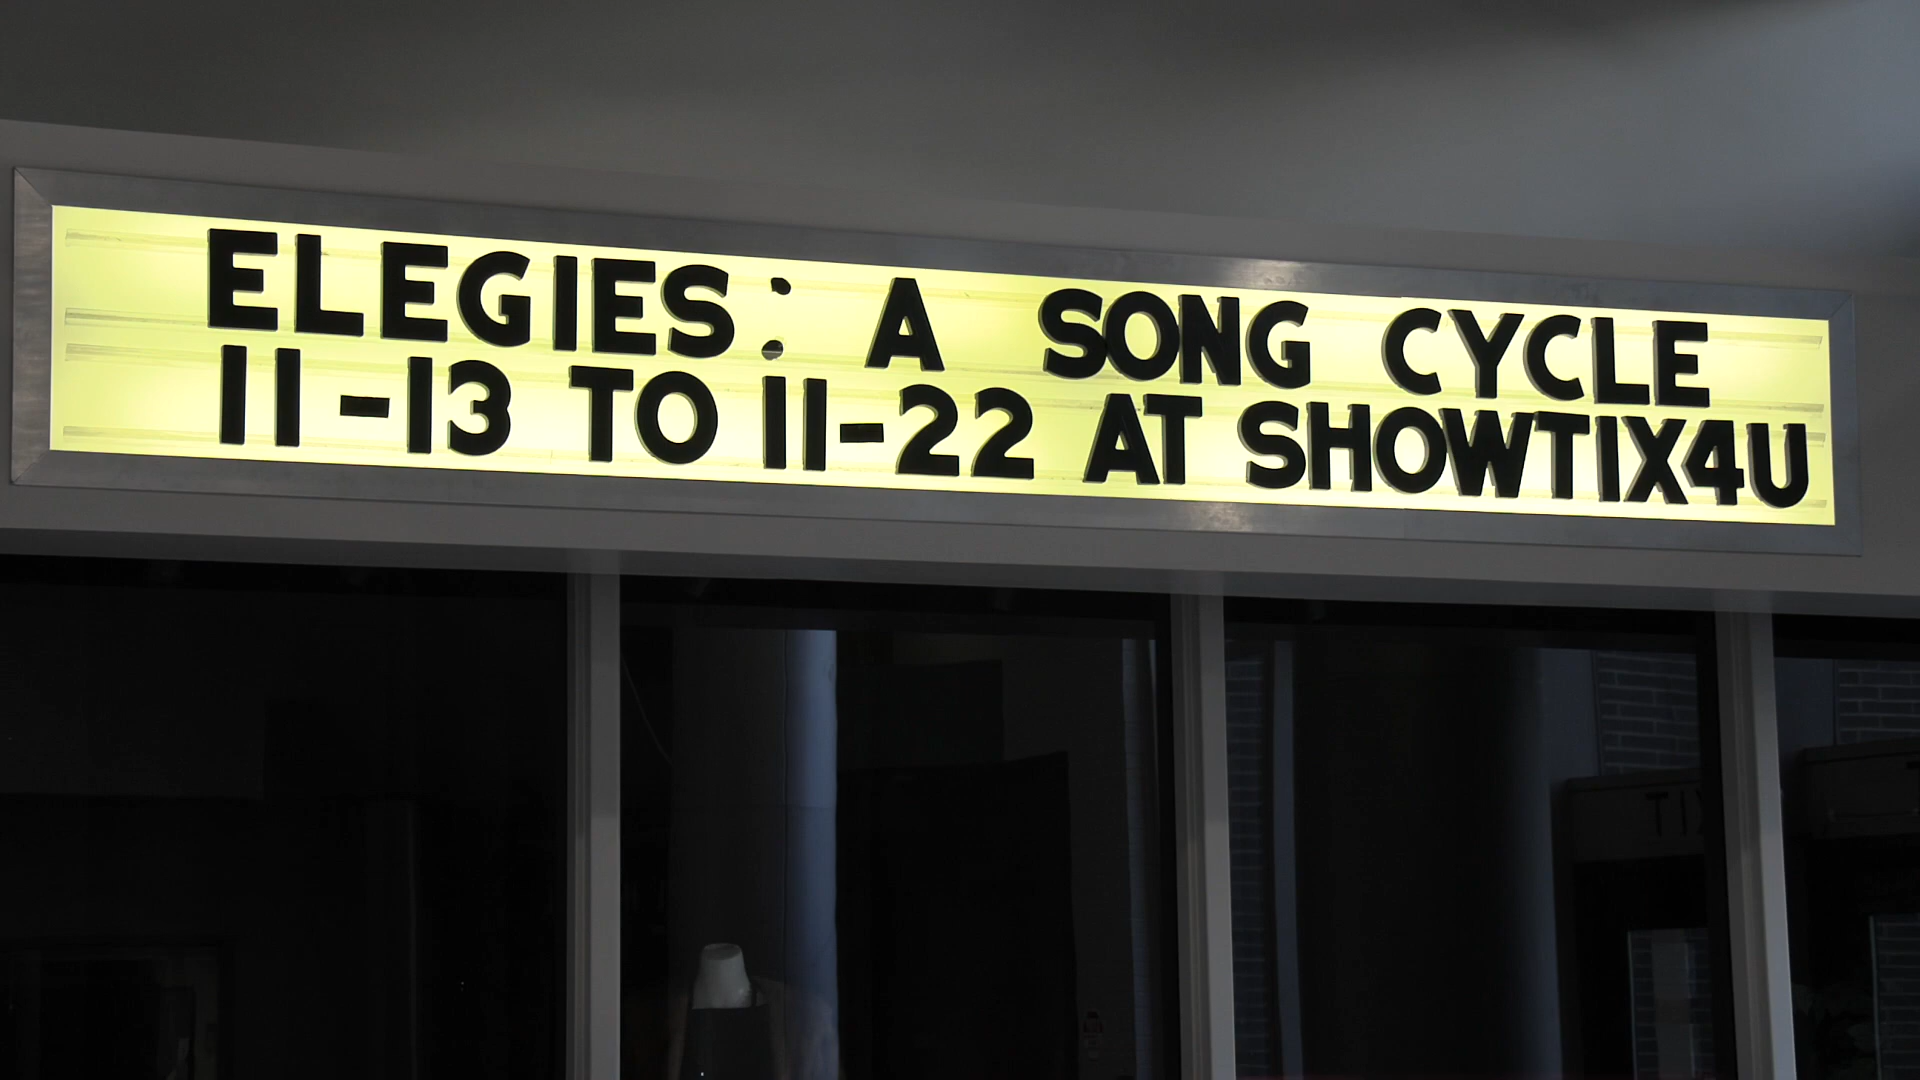 ELEGIES: A SONG CYCLE
11-13 TO 11-22 AT SHOWTIX4U